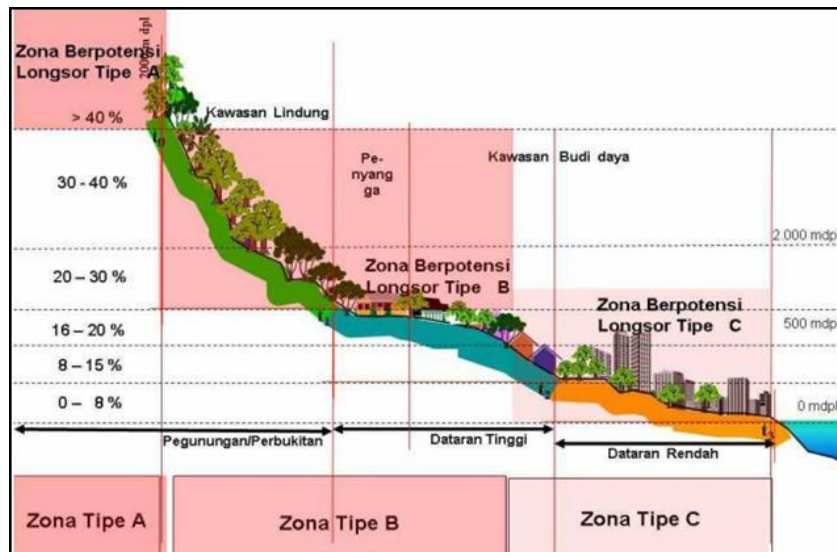 Zona Berpotensi
Longsor Tipe A
2000 m dpl
> 40 %
Kawasan Lindung
30 - 40 %
Pe-
nyang
ga
Kawasan Budi daya
2.000 mdpl
20 – 30 %
Zona Berpotensi
Longsor Tipe B
Zona Berpotensi
Longsor Tipe C
16 – 20 %
500 mdpl
8 – 15 %
0 – 8%
0 mdpl
Pegunungan/Perbukitan
Dataran Tinggi
Dataran Rendah
Zona Tipe A
Zona Tipe B
Zona Tipe C